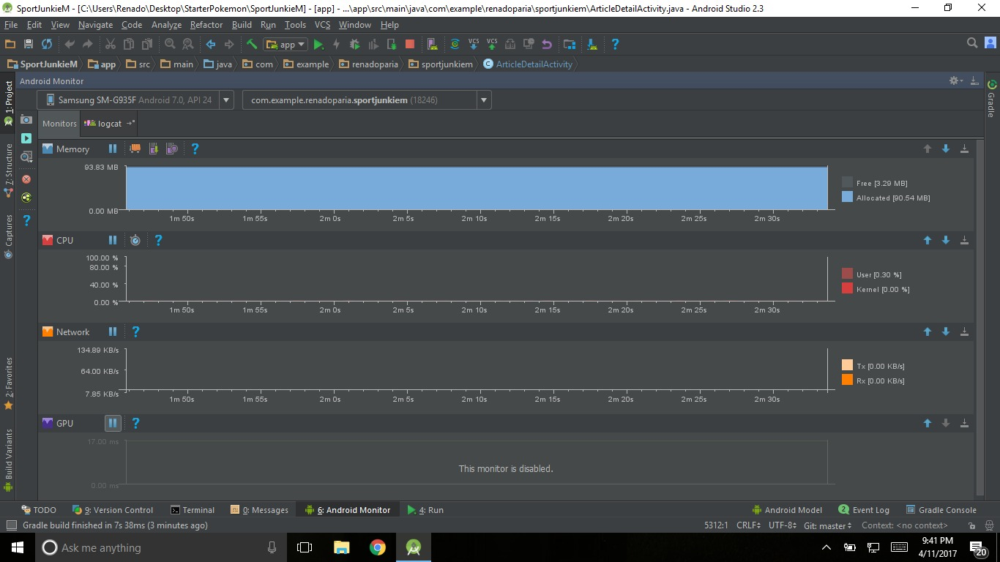 SportJunkieM - [C:\Users\Renado\Desktop\StarterPokemon\SportJunkieM] - [app] - ...\app\src\main\java\com\example\renadoparia\sportjunkiem\ArticleDetailActivity.java - Android Studio 2.3
File Edit View Navigate Code Analyze Refactor Build Run Tools VCS Window Help
app
VCS VCS
SportJunkieM app src main java com example renadoparia sportjunkiem ArticleDetailActivity
Android Monitor
Samsung SM-G935F Android 7.0, API 24 com.example.renadoparia.sportjunkiem (18246)
Monitors logcat
1: Project
7: Structure
Captures
2: Favorites
Build Variants
Gradle
Memory
93.83 MB
0.00 MB
1m 50s 1m 55s 2m 0s 2m 5s 2m 10s 2m 15s 2m 20s 2m 25s 2m 30s
Free [3.29 MB]
Allocated [90.54 MB]
CPU
100.00 %
80.00 %
40.00 %
0.00 %
1m 50s 1m 55s 2m 0s 2m 5s 2m 10s 2m 15s 2m 20s 2m 25s 2m 30s
User [0.30 %]
Kernel [0.00 %]
Network
134.89 KB/s
64.00 KB/s
7.85 KB/s
1m 50s 1m 55s 2m 0s 2m 5s 2m 10s 2m 15s 2m 20s 2m 25s 2m 30s
Tx [0.00 KB/s]
Rx [0.00 KB/s]
GPU
17.00 ms
0.00 ms
This monitor is disabled.
TODO 9: Version Control Terminal 0: Messages 6: Android Monitor 4: Run Android Model 2 Event Log Gradle Console
Gradle build finished in 7s 38ms (3 minutes ago) 5312:1 CRLF UTF-8 Git: master Context: <no context>
Ask me anything
9:41 PM
4/11/2017
20